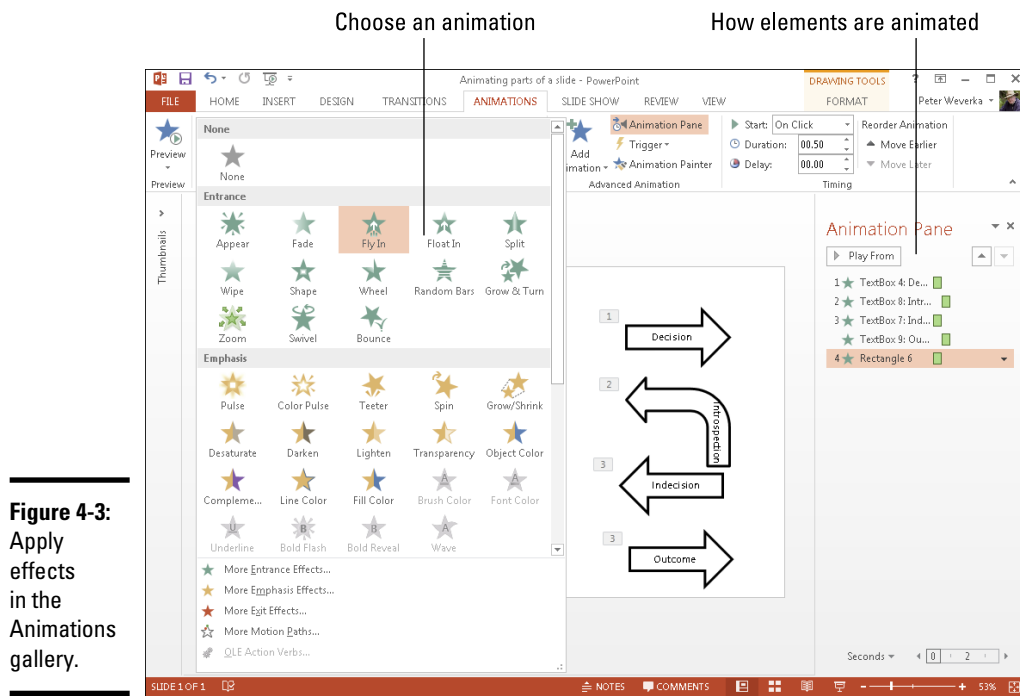 Choose an animation
How elements are animated
Animating parts of a slide - PowerPoint
DRAWING TOOLS
?
FILE
HOME
INSERT
DESIGN
TRANSITIONS
ANIMATIONS
SLIDE SHOW
REVIEW
VIEW
FORMAT
Peter Weverka
Preview
Preview
None
None
Entrance
Appear
Fade
Fly In
Float In
Split
Wipe
Shape
Wheel
Random Bars
Grow & Turn
Zoom
Swivel
Bounce
Emphasis
Pulse
Color Pulse
Teeter
Spin
Grow/Shrink
Desaturate
Darken
Lighten
Transparency
Object Color
Compleme...
Line Color
Fill Color
Brush Color
Font Color
Underline
Bold Flash
Bold Reveal
Wave
More Entrance Effects...
More Emphasis Effects...
More Exit Effects...
More Motion Paths...
OLE Action Verbs...
Add
imation
Animation Pane
Trigger
Animation Painter
Advanced Animation
Start: On Click
Duration: 00.50
Delay: 00.00
Reorder Animation
Move Earlier
Move Later
Timing
Thumbnails
1
Decision
2
Introspection
3
Indecision
3
Outcome
Animation Pane
Play From
1 TextBox 4: De...
2 TextBox 8: Intr...
3 TextBox 7: Ind...
TextBox 9: Ou...
4 Rectangle 6
Seconds
0 2
SLIDE 1 OF 1
NOTES
COMMENTS
53%
Figure 4-3:
Apply
effects
in the
Animations
gallery.